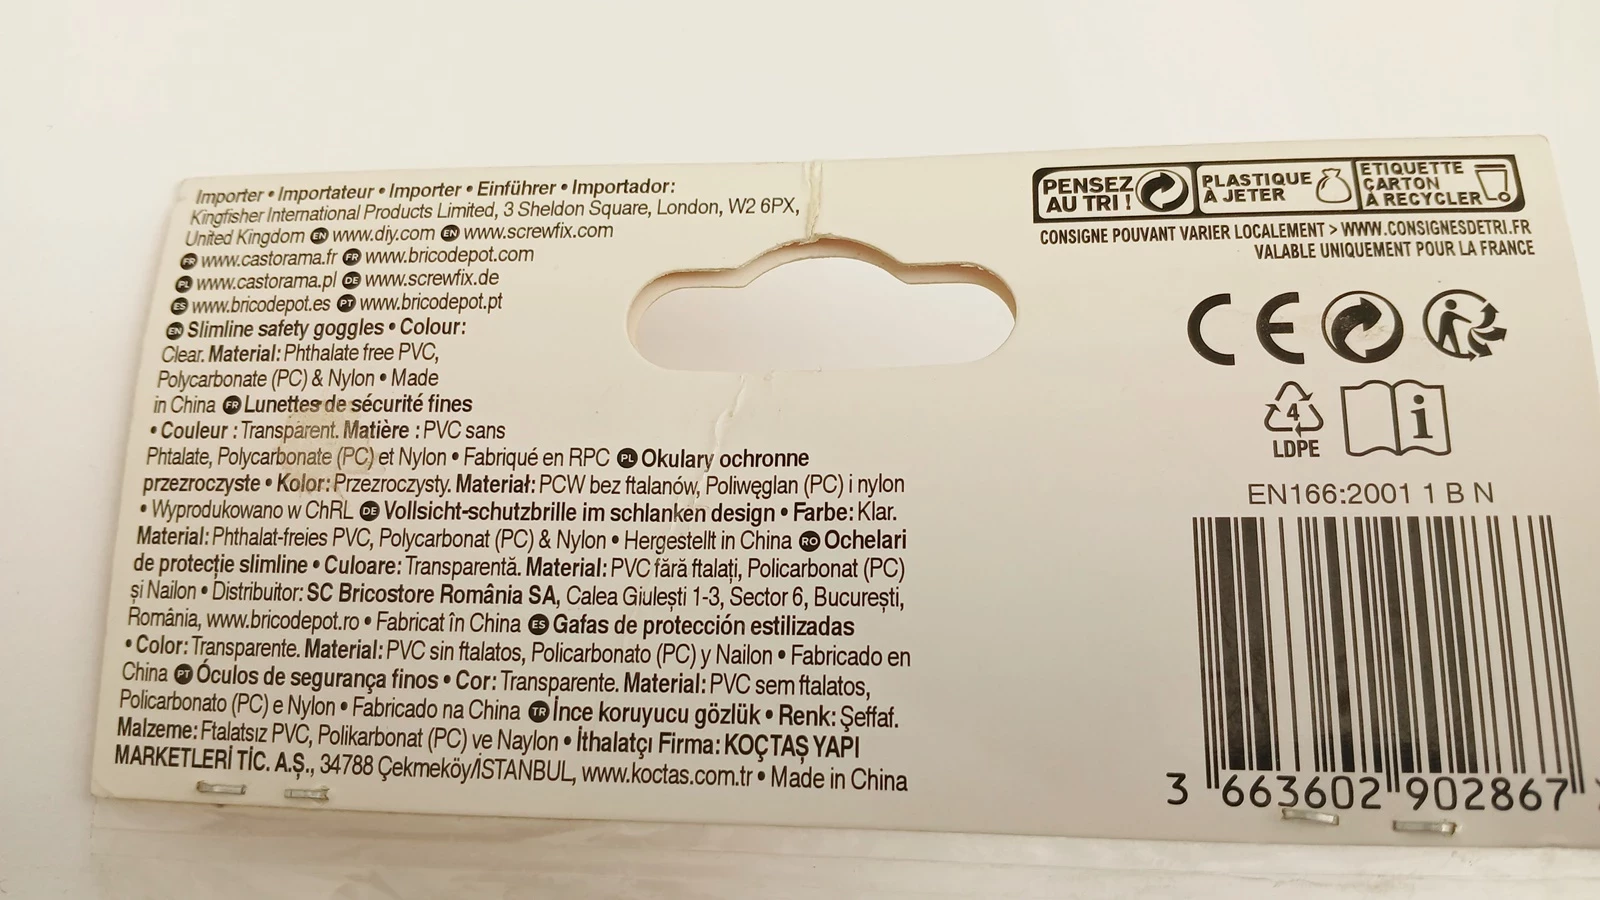 Importer • Importateur • Importer • Einführer • Importador:
Kingfisher International Products Limited, 3 Sheldon Square, London, W2 6PX,
United Kingdom EN www.diy.com EN www.screwfix.com
FR www.castorama.fr FR www.bricodepot.com
PL www.castorama.pl DE www.screwfix.de
ES www.bricodepot.es PT www.bricodepot.pt
EN Slimline safety goggles • Colour:
Clear. Material: Phthalate free PVC,
Polycarbonate (PC) & Nylon • Made
in China FR Lunettes de sécurité fines
• Couleur : Transparent. Matière : PVC sans
Phtalate, Polycarbonate (PC) et Nylon • Fabriqué en RPC PL Okulary ochronne
przezroczyste • Kolor: Przezroczysty. Materiał: PCW bez ftalanów, Poliwęglan (PC) i nylon
• Wyprodukowano w ChRL DE Vollsicht-schutzbrille im schlanken design • Farbe: Klar.
Material: Phthalat-freies PVC, Polycarbonat (PC) & Nylon • Hergestellt in China RO Ochelari
de protecție slimline • Culoare: Transparentă. Material: PVC fără ftalați, Policarbonat (PC)
și Nailon • Distribuitor: SC Bricostore România SA, Calea Giulești 1-3, Sector 6, București,
România, www.bricodepot.ro • Fabricat în China ES Gafas de protección estilizadas
• Color: Transparente. Material: PVC sin ftalatos, Policarbonato (PC) y Nailon • Fabricado en
China PT Óculos de segurança finos • Cor: Transparente. Material: PVC sem ftalatos,
Policarbonato (PC) e Nylon • Fabricado na China TR İnce koruyucu gözlük • Renk: Şeffaf.
Malzeme: Ftalatsız PVC, Polikarbonat (PC) ve Naylon • İthalatçı Firma: KOÇTAŞ YAPI
MARKETLERİ TİC. A.Ş., 34788 Çekmeköy/İSTANBUL, www.koctas.com.tr • Made in China
PENSEZ
AU TRI !
PLASTIQUE
À JETER
ETIQUETTE
CARTON
À RECYCLER
CONSIGNE POUVANT VARIER LOCALEMENT > WWW.CONSIGNESDETRI.FR
VALABLE UNIQUEMENT POUR LA FRANCE
CE
4
LDPE
i
EN166:2001 1 B N
3 663602 902867